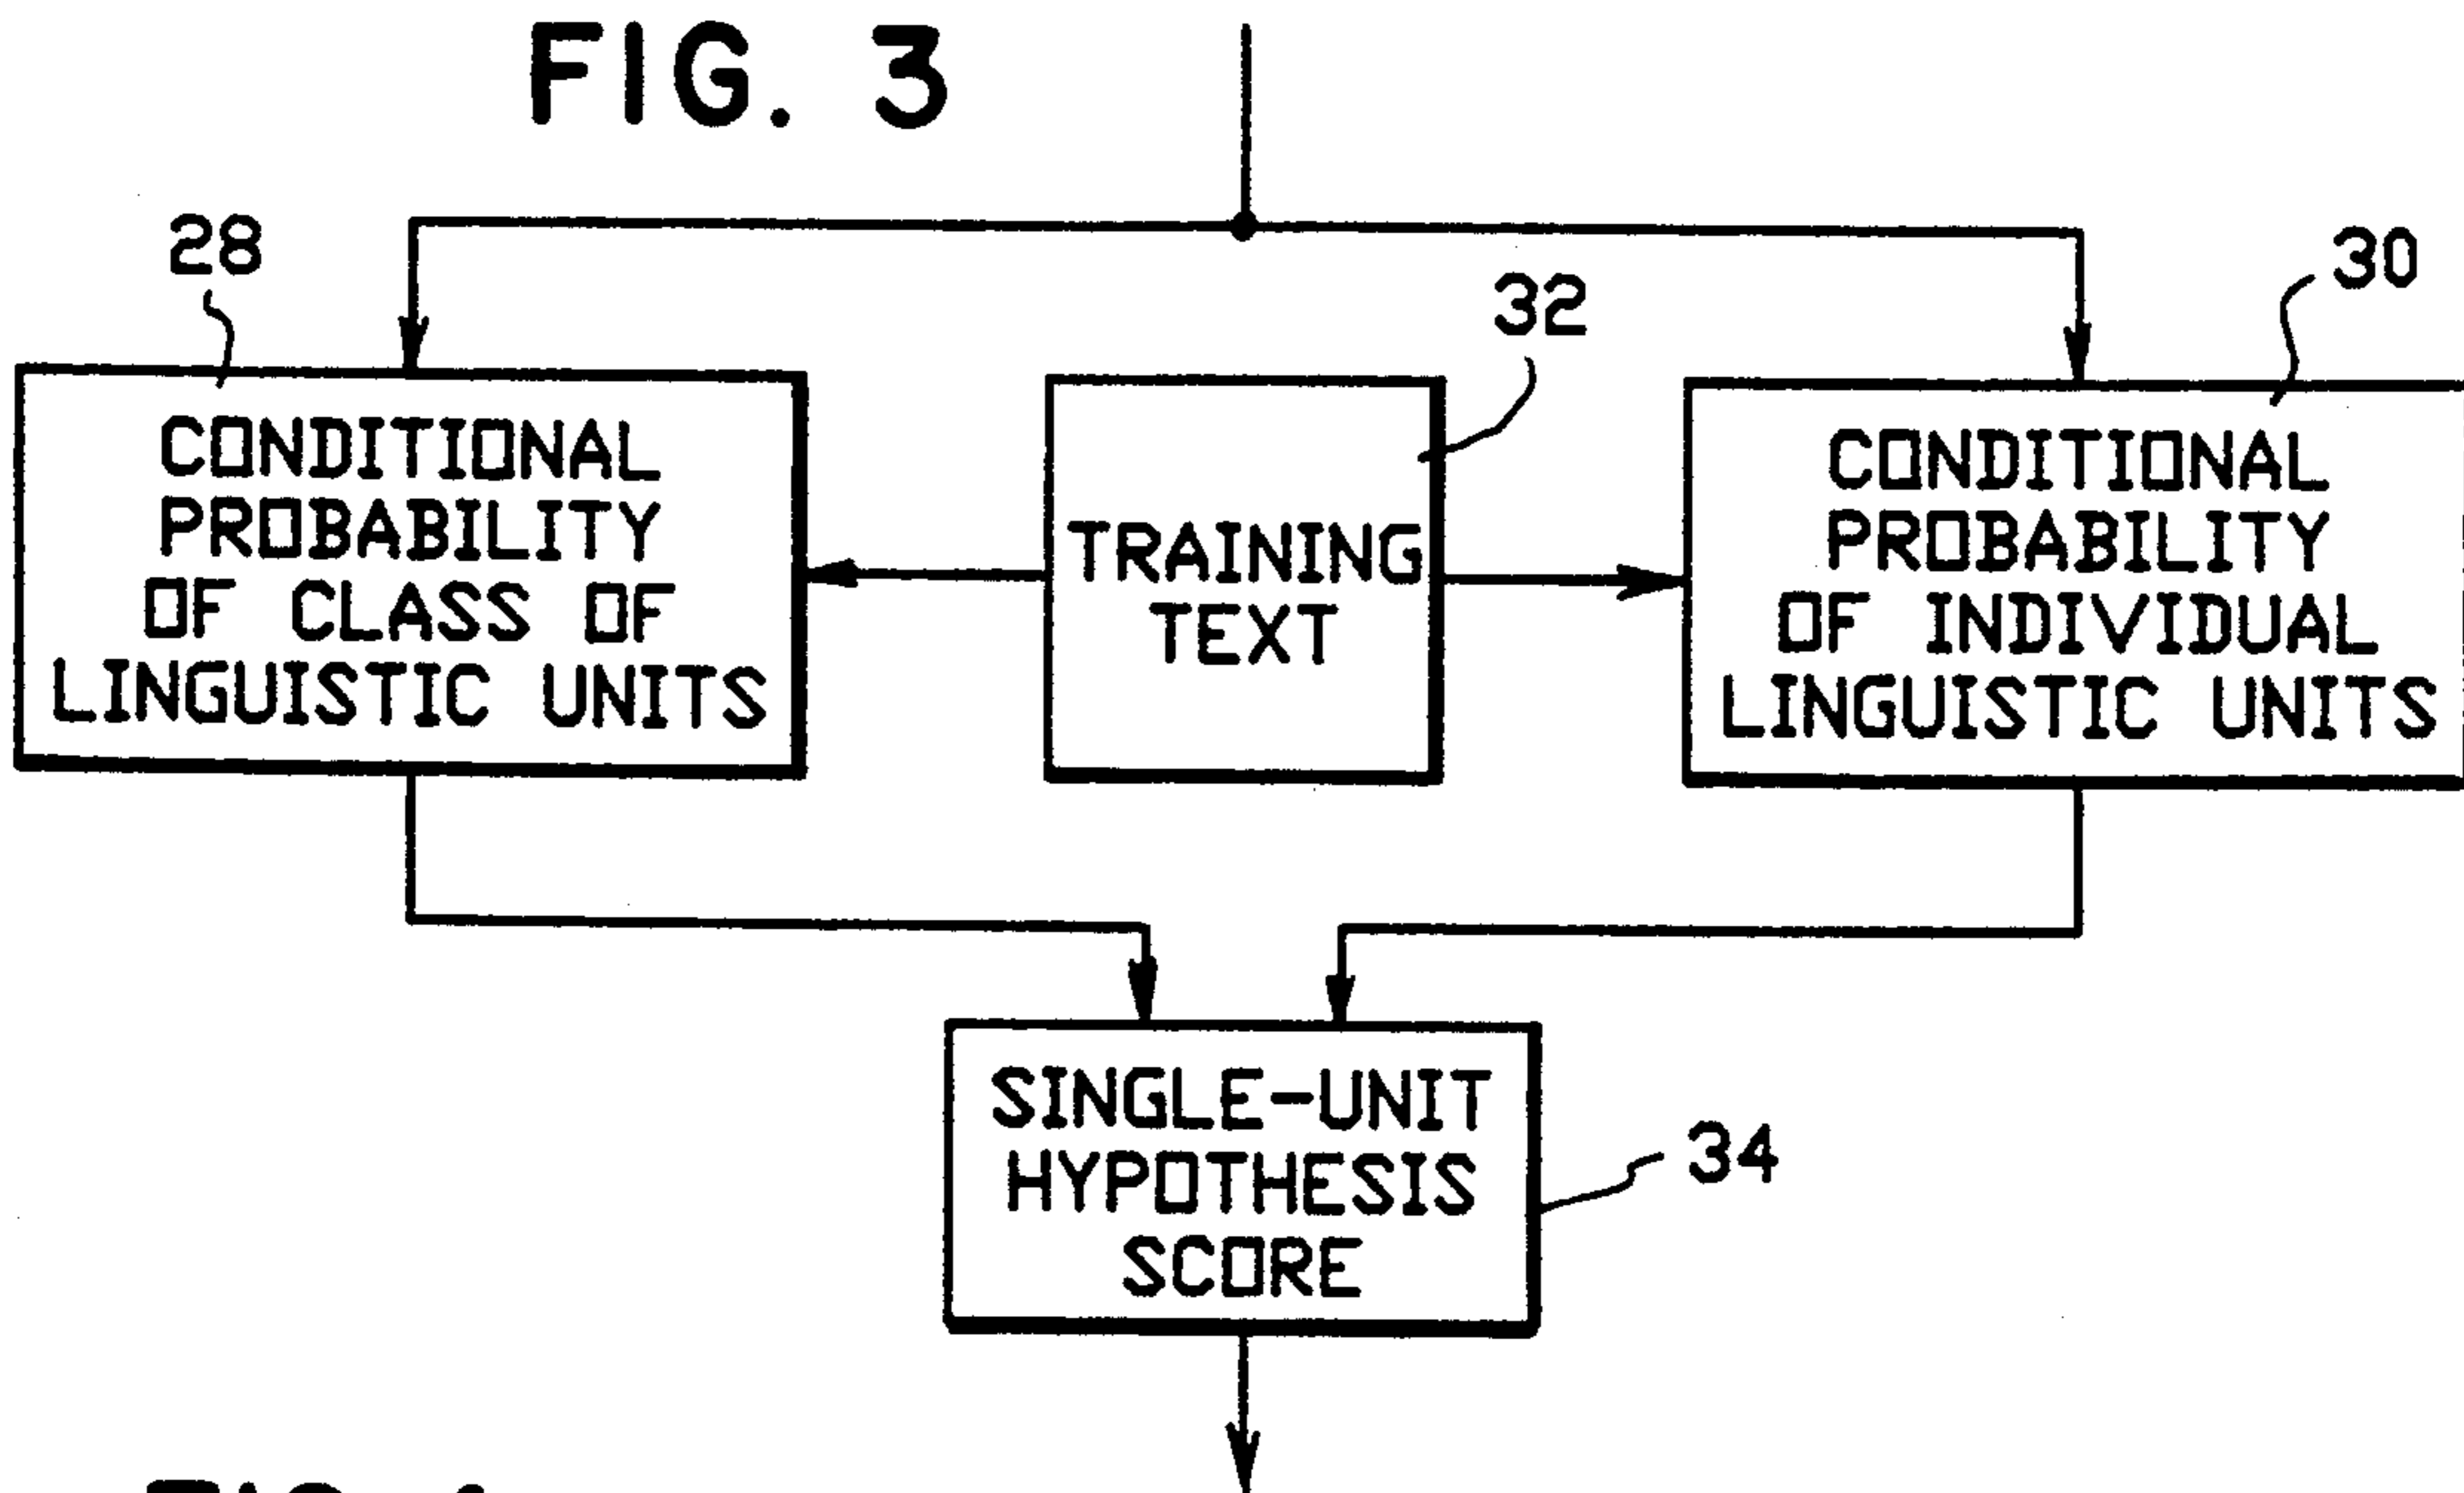 FIG. 3
28
32
30
CONDITIONAL
PROBABILITY
OF CLASS OF
LINGUISTIC UNITS
TRAINING
TEXT
CONDITIONAL
PROBABILITY
OF INDIVIDUAL
LINGUISTIC UNITS
SINGLE-UNIT
HYPOTHESIS
SCORE
34